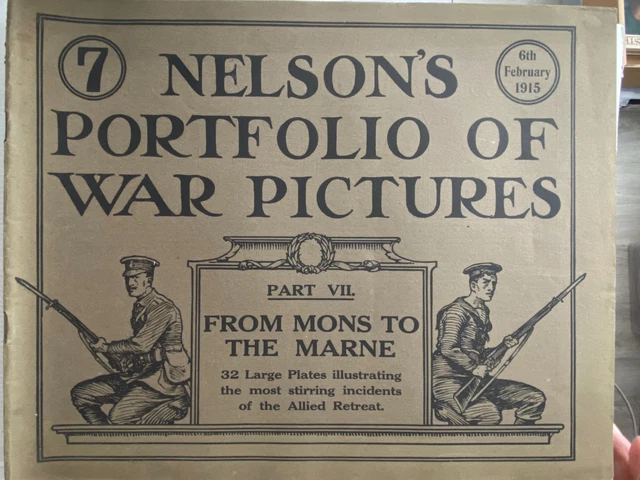 7
NELSON'S
6th
February
1915
PORTFOLIO OF
WAR PICTURES
PART VII.
FROM MONS TO
THE MARNE
32 Large Plates illustrating
the most stirring incidents
of the Allied Retreat.